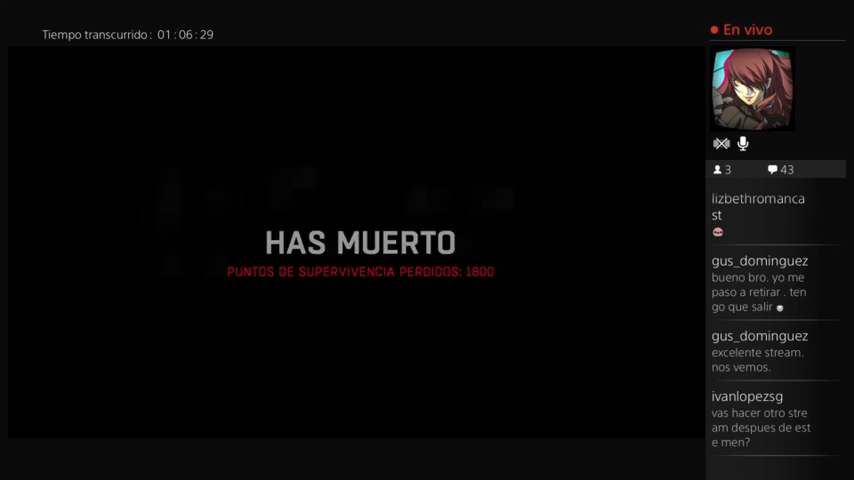 Tiempo transcurrido: 01:06:29
En vivo
3
43
HAS MUERTO
PUNTOS DE SUPERVIVENCIA PERDIDOS: 1800
lizbethromanca
st
gus_dominguez
bueno bro. yo me
paso a retirar . ten
go que salir
gus_dominguez
excelente stream.
nos vemos.
ivanlopezsg
vas hacer otro stre
am despues de est
e men?